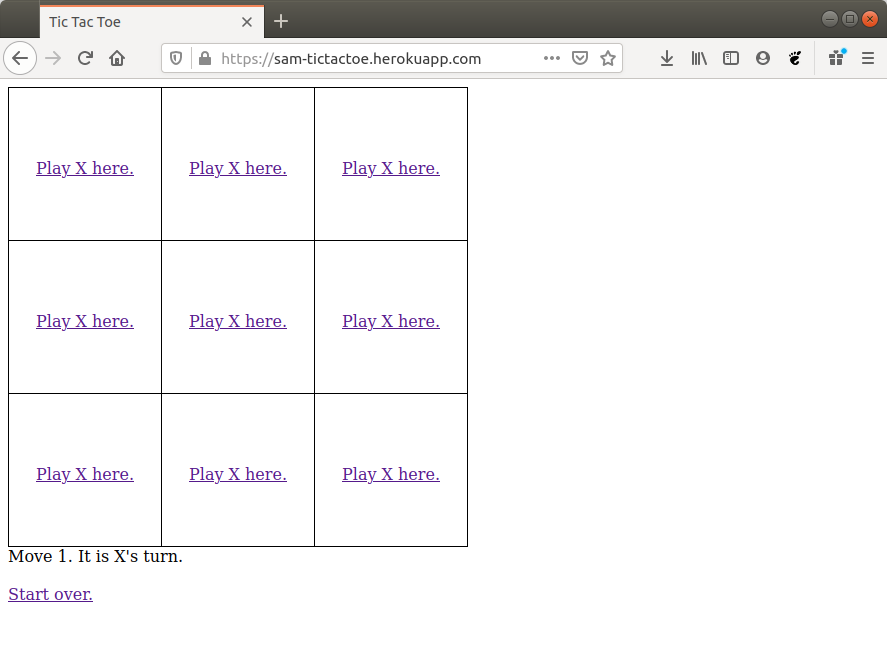 Tic Tac Toe
https://sam-tictactoe.herokuapp.com
Play X here. Play X here. Play X here.
Play X here. Play X here. Play X here.
Play X here. Play X here. Play X here.
Move 1. It is X's turn.
Start over.